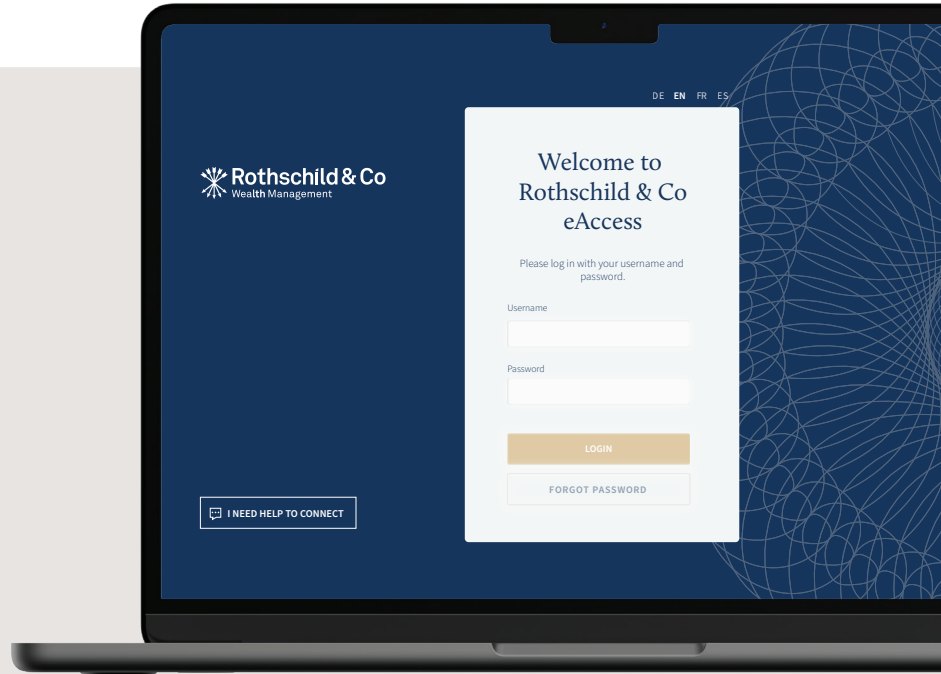 DE EN FR ES
Rothschild & Co
Wealth Management
Welcome to
Rothschild & Co
eAccess
Please log in with your username and
password.
Username
Password
LOGIN
FORGOT PASSWORD
I NEED HELP TO CONNECT